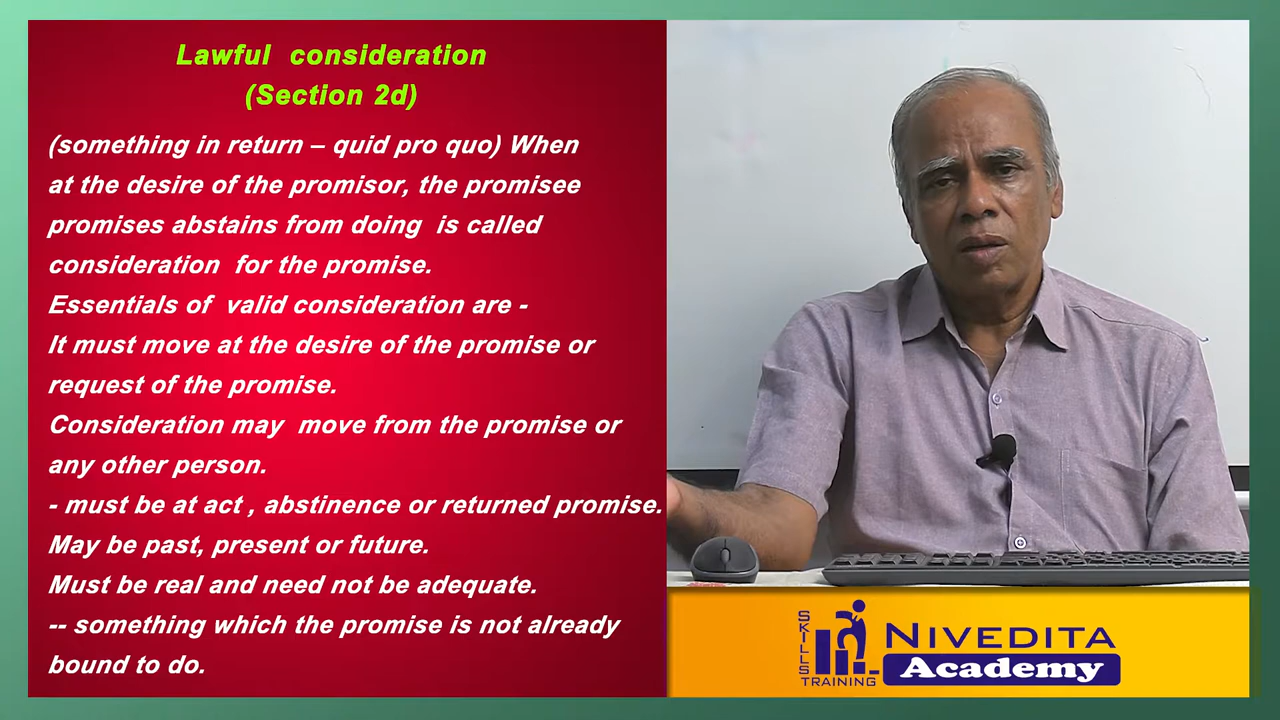 Lawful consideration
(Section 2d)
(something in return – quid pro quo) When
at the desire of the promisor, the promisee
promises abstains from doing is called
consideration for the promise.
Essentials of valid consideration are -
It must move at the desire of the promise or
request of the promise.
Consideration may move from the promise or
any other person.
- must be at act , abstinence or returned promise.
May be past, present or future.
Must be real and need not be adequate.
-- something which the promise is not already
bound to do.
SKILLS
TRAINING
NIVEDITA
Academy